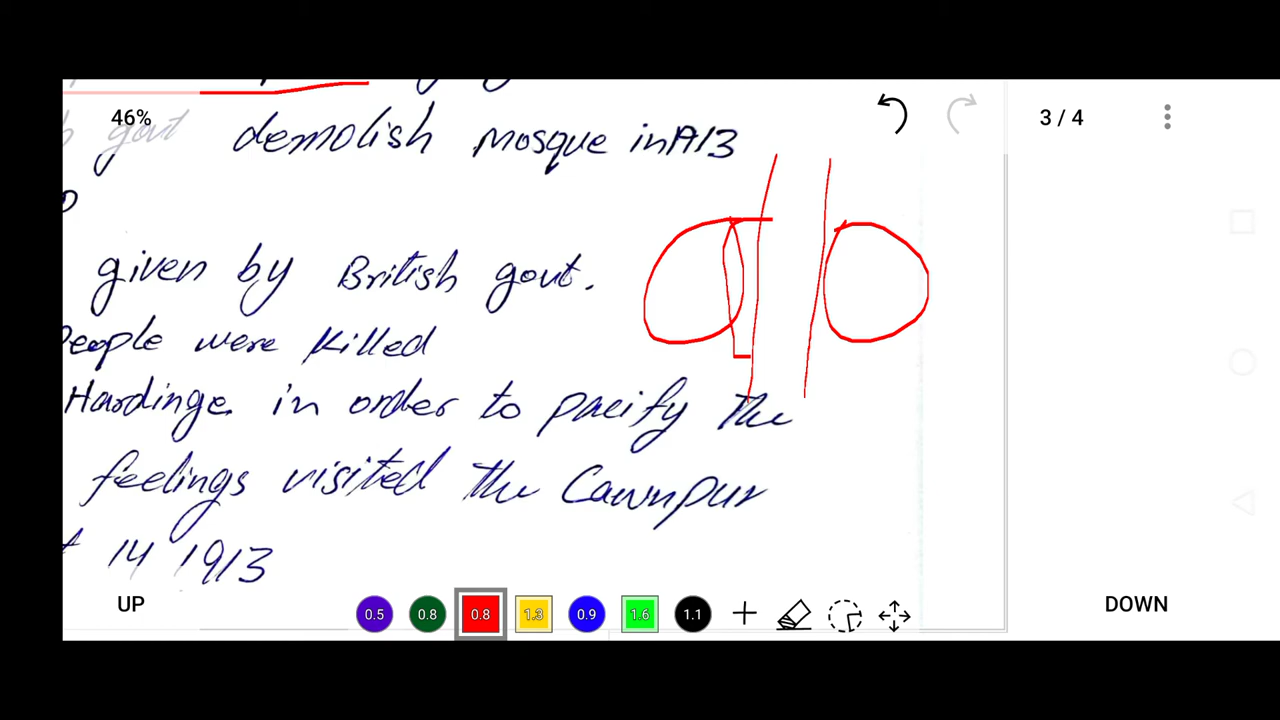 46%
3 / 4
govt demolish mosque in 1913
given by British govt.
People were killed
Hardinge in order to pacify the
feelings visited the Cawnpur
14 1913
UP
0.5 0.8 0.8 1.3 0.9 1.6 1.1
DOWN